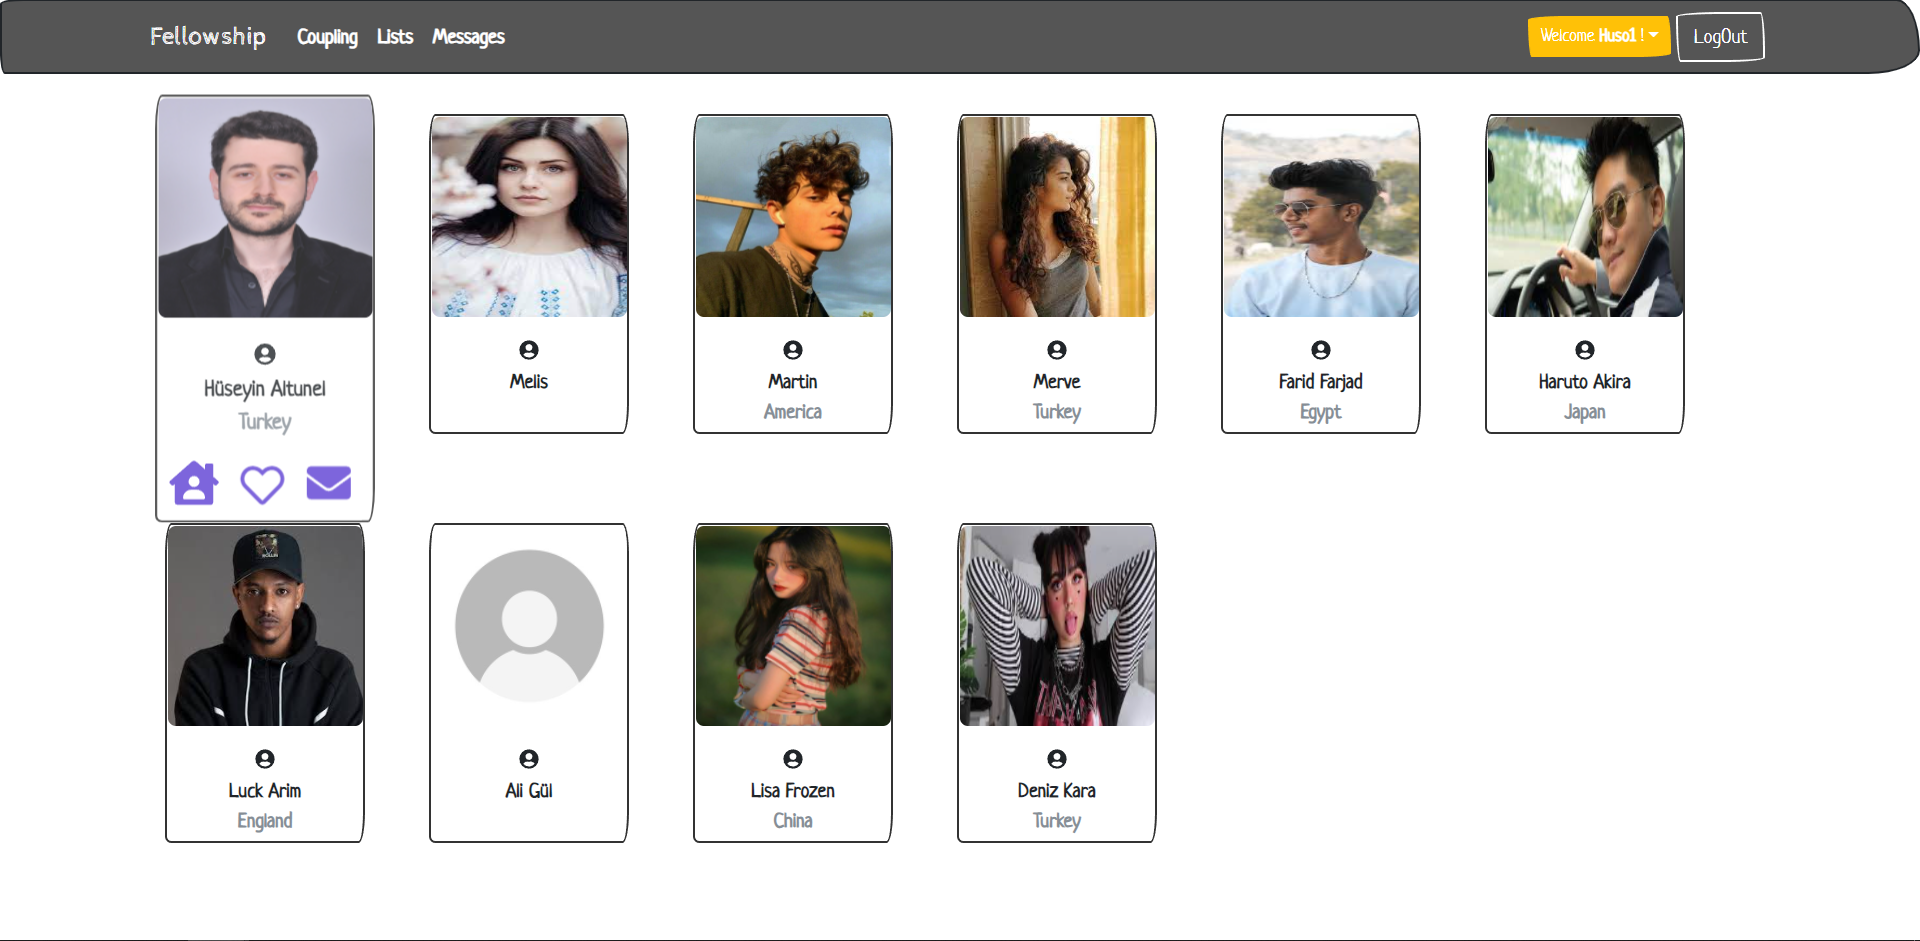 Fellowship Coupling Lists Messages Welcome Huso1 ! LogOut
Hüseyin Altunel
Turkey
Melis
Martin
America
Merve
Turkey
Farid Farjad
Egypt
Haruto Akira
Japan
Luck Arim
England
Ali Gül
Lisa Frozen
China
Deniz Kara
Turkey